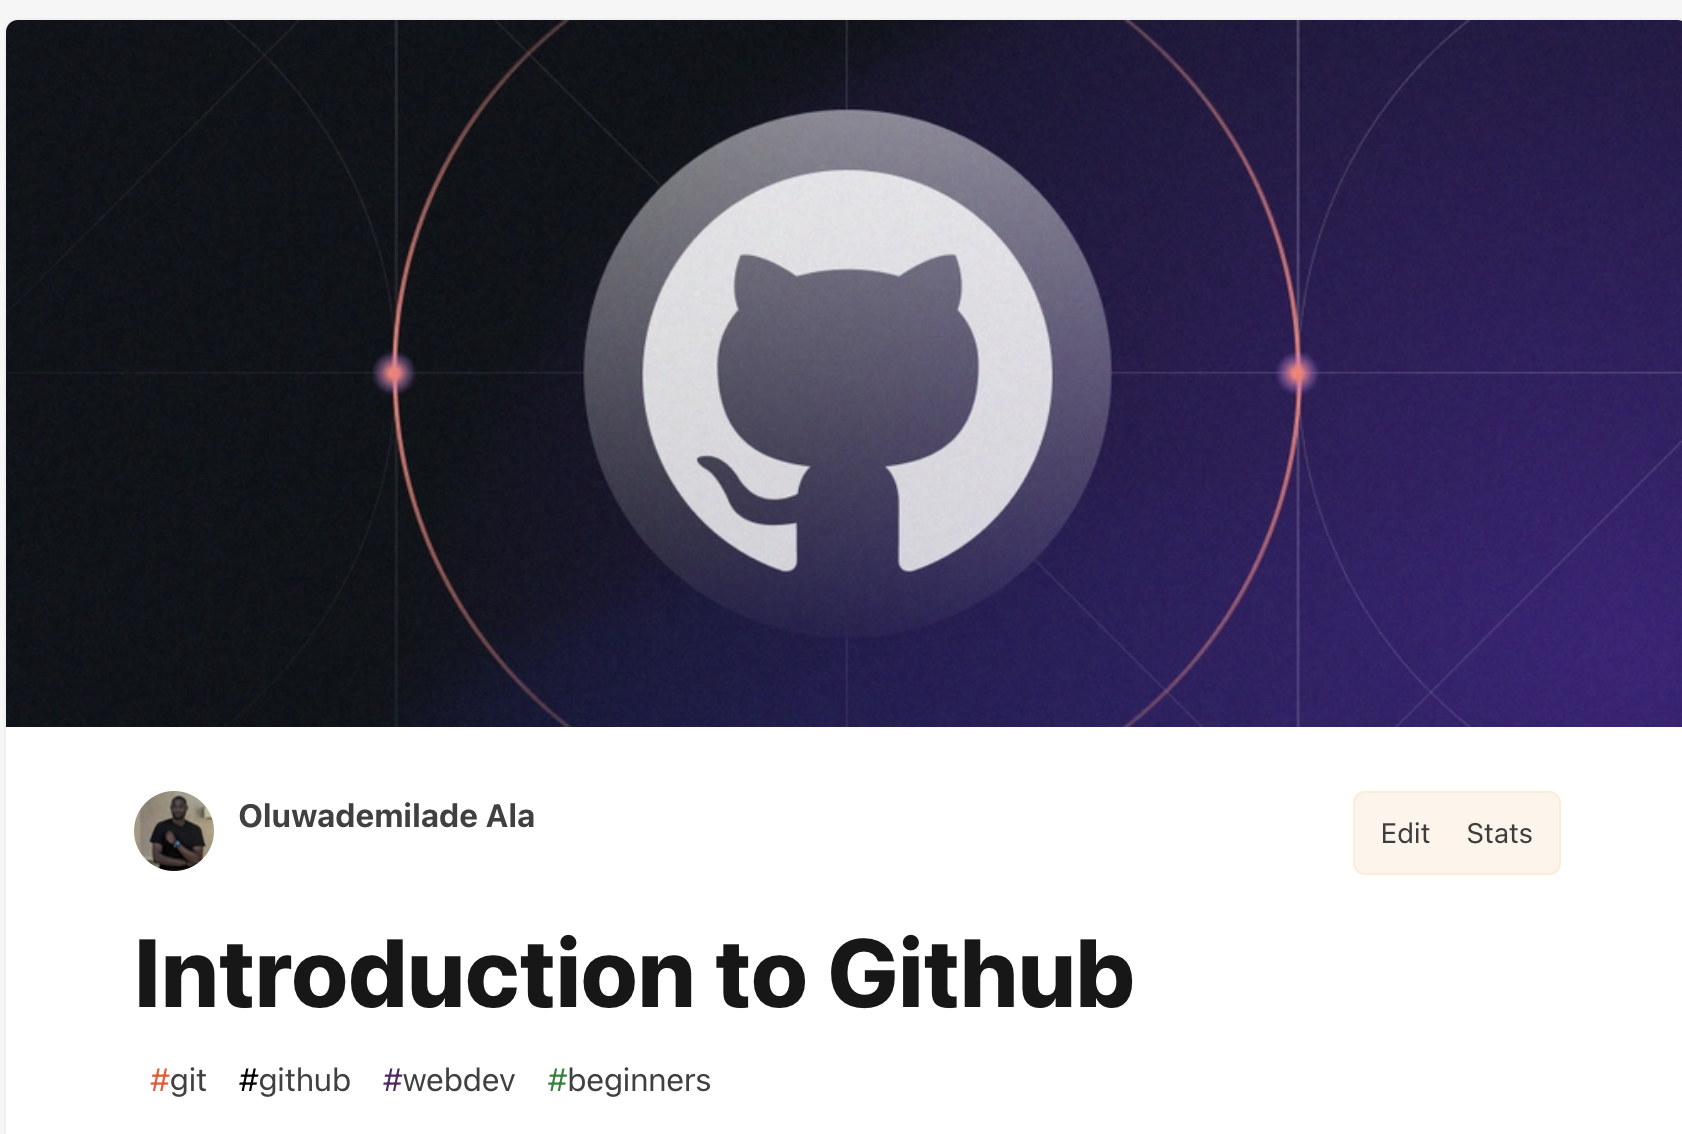 Oluwademilade Ala
Edit Stats
Introduction to Github
#git #github #webdev #beginners